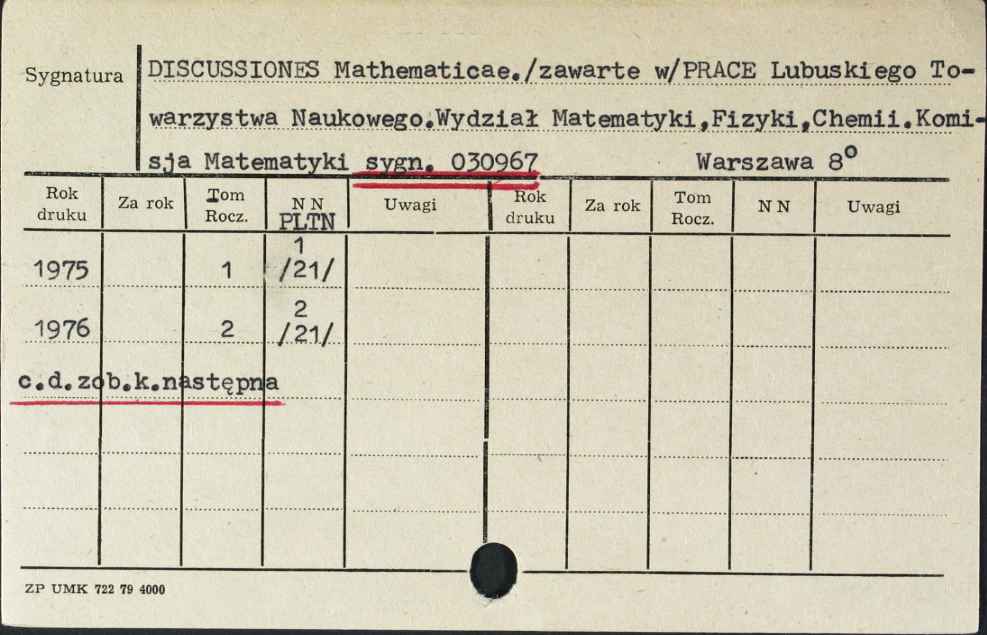 Sygnatura DISCUSSIONES Mathematicae./zawarte w/PRACE Lubuskiego To-
warzystwa Naukowego.Wydział Matematyki,Fizyki,Chemii.Komi-
sja Matematyki sygn. 030967 Warszawa 8°
Rok druku Za rok Tom Rocz. N N PLTN Uwagi Rok druku Za rok Tom Rocz. N N Uwagi
1
1975 1 /21/
2
1976 2 /21/
c.d.zob.k.następna
ZP UMK 722 79 4000